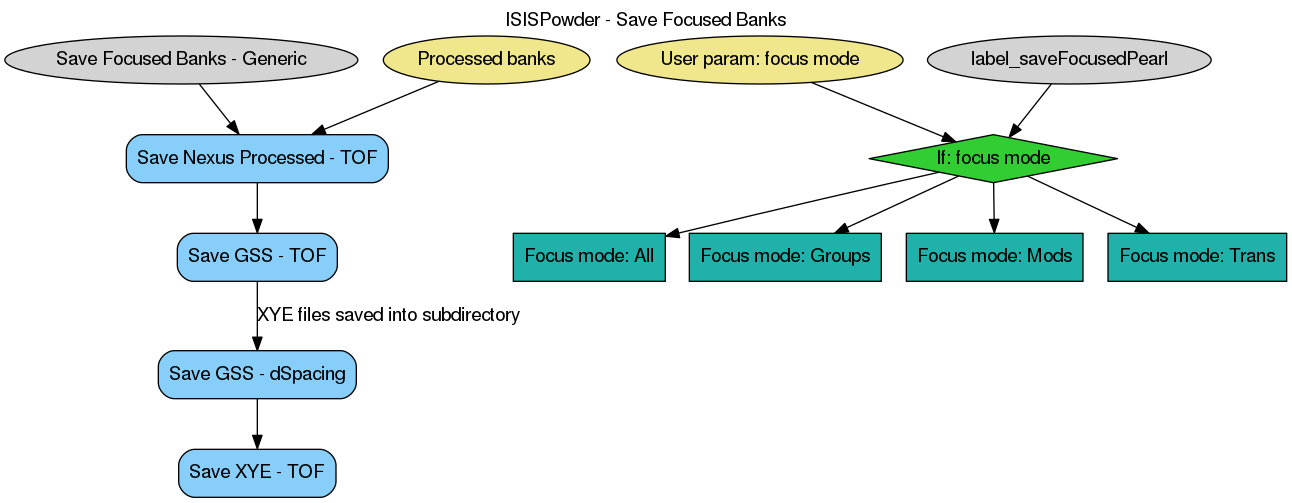 ISISPowder - Save Focused Banks
Save Focused Banks - Generic
Processed banks
User param: focus mode
label_saveFocusedPearl
Save Nexus Processed - TOF
If: focus mode
Save GSS - TOF
Focus mode: All
Focus mode: Groups
Focus mode: Mods
Focus mode: Trans
XYE files saved into subdirectory
Save GSS - dSpacing
Save XYE - TOF